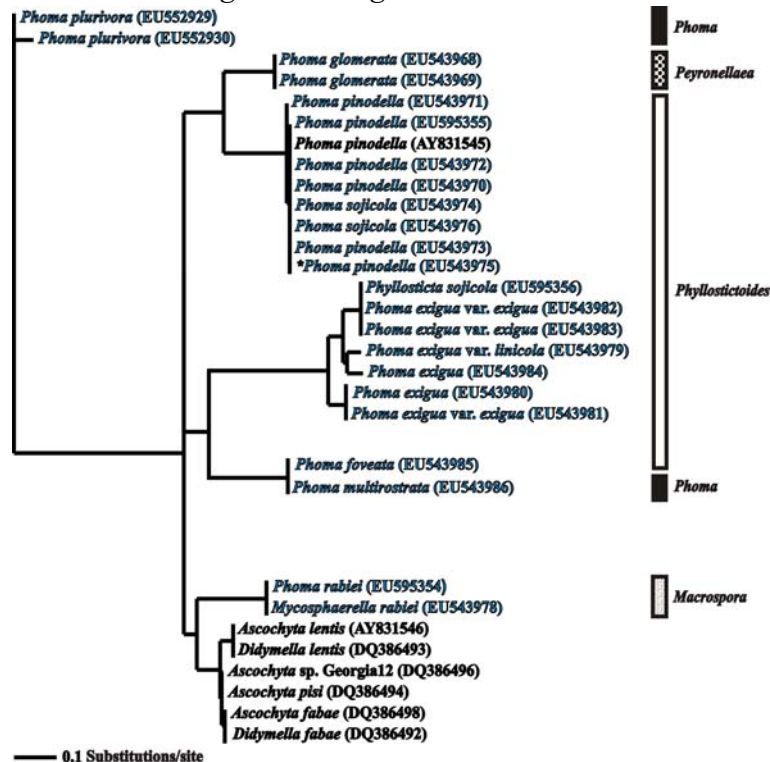 Phoma plurivora (EU552929)
Phoma plurivora (EU552930)
Phoma glomerata (EU543968)
Phoma glomerata (EU543969)
Phoma pinodella (EU543971)
Phoma pinodella (EU595355)
Phoma pinodella (AY831545)
Phoma pinodella (EU543972)
Phoma pinodella (EU543970)
Phoma sojicola (EU543974)
Phoma sojicola (EU543976)
Phoma pinodella (EU543973)
*Phoma pinodella (EU543975)
Phyllosticta sojicola (EU595356)
Phoma exigua var. exigua (EU543982)
Phoma exigua var. exigua (EU543983)
Phoma exigua var. linicola (EU543979)
Phoma exigua (EU543984)
Phoma exigua (EU543980)
Phoma exigua var. exigua (EU543981)
Phoma foveata (EU543985)
Phoma multirostrata (EU543986)
Phoma rabiei (EU595354)
Mycosphaerella rabiei (EU543978)
Ascochyta lentis (AY831546)
Didymella lentis (DQ386493)
Ascochyta sp. Georgia12 (DQ386496)
Ascochyta pisi (DQ386494)
Ascochyta fabae (DQ386498)
Didymella fabae (DQ386492)
Phoma
Peyronellaea
Phyllostictoides
Phoma
Macrospora
0.1 Substitutions/site